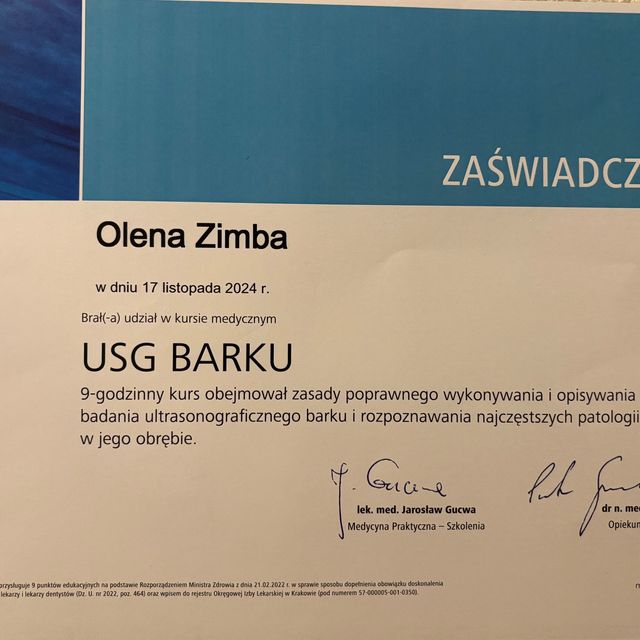 ZAŚWIADCZ
Olena Zimba
w dniu 17 listopada 2024 r.
Brał(-a) udział w kursie medycznym
USG BARKU
9-godzinny kurs obejmował zasady poprawnego wykonywania i opisywania
badania ultrasonograficznego barku i rozpoznawania najczęstszych patologii
w jego obrębie.
J. Gucwa
lek. med. Jarosław Gucwa
Medycyna Praktyczna – Szkolenia
dr n. med
Opiekun
przysługuje 9 punktów edukacyjnych na podstawie Rozporządzeniem Ministra Zdrowia z dnia 21.02.2022 r. w sprawie sposobu dopełnienia obowiązku doskonalenia
lekarzy i lekarzy dentystów (Dz. U. nr 2022, poz. 464) oraz wpisem do rejestru Okręgowej Izby Lekarskiej w Krakowie (pod numerem 57-000005-001-0350).